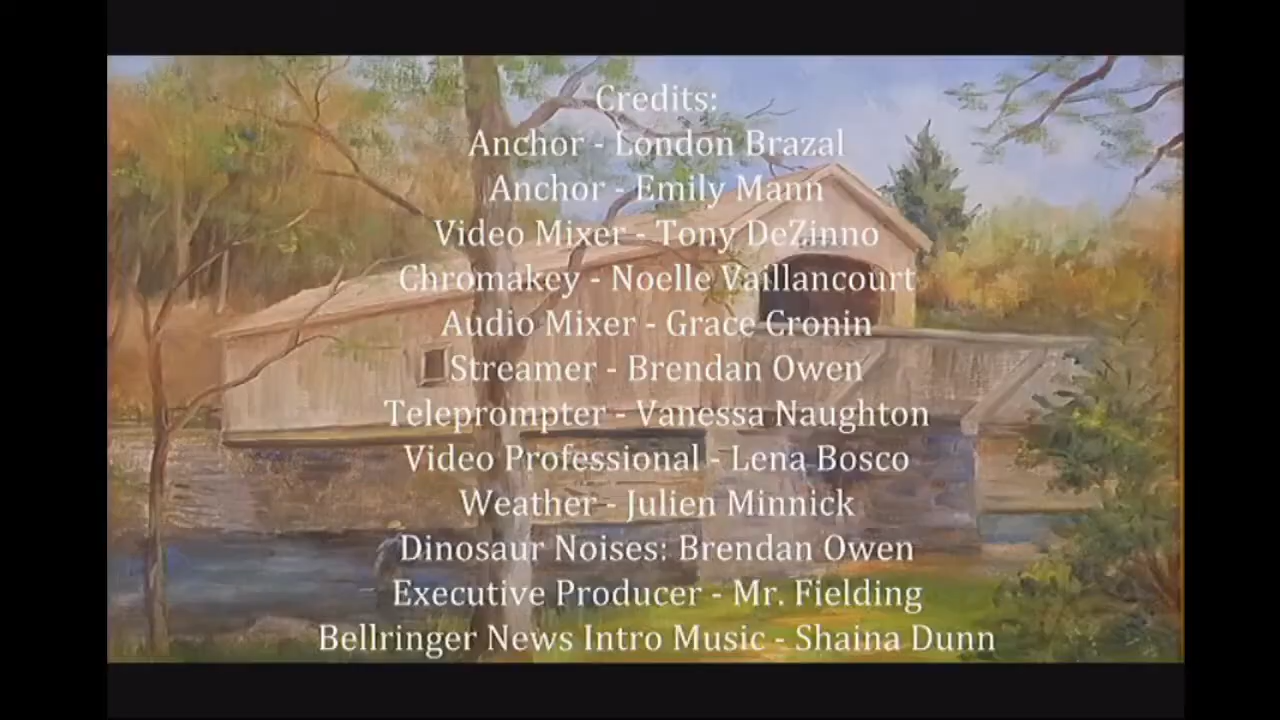 Credits:
Anchor - London Brazal
Anchor - Emily Mann
Video Mixer - Tony DeZinno
Chromakey - Noelle Vaillancourt
Audio Mixer - Grace Cronin
Streamer - Brendan Owen
Teleprompter - Vanessa Naughton
Video Professional - Lena Bosco
Weather - Julien Minnick
Dinosaur Noises: Brendan Owen
Executive Producer - Mr. Fielding
Bellringer News Intro Music - Shaina Dunn